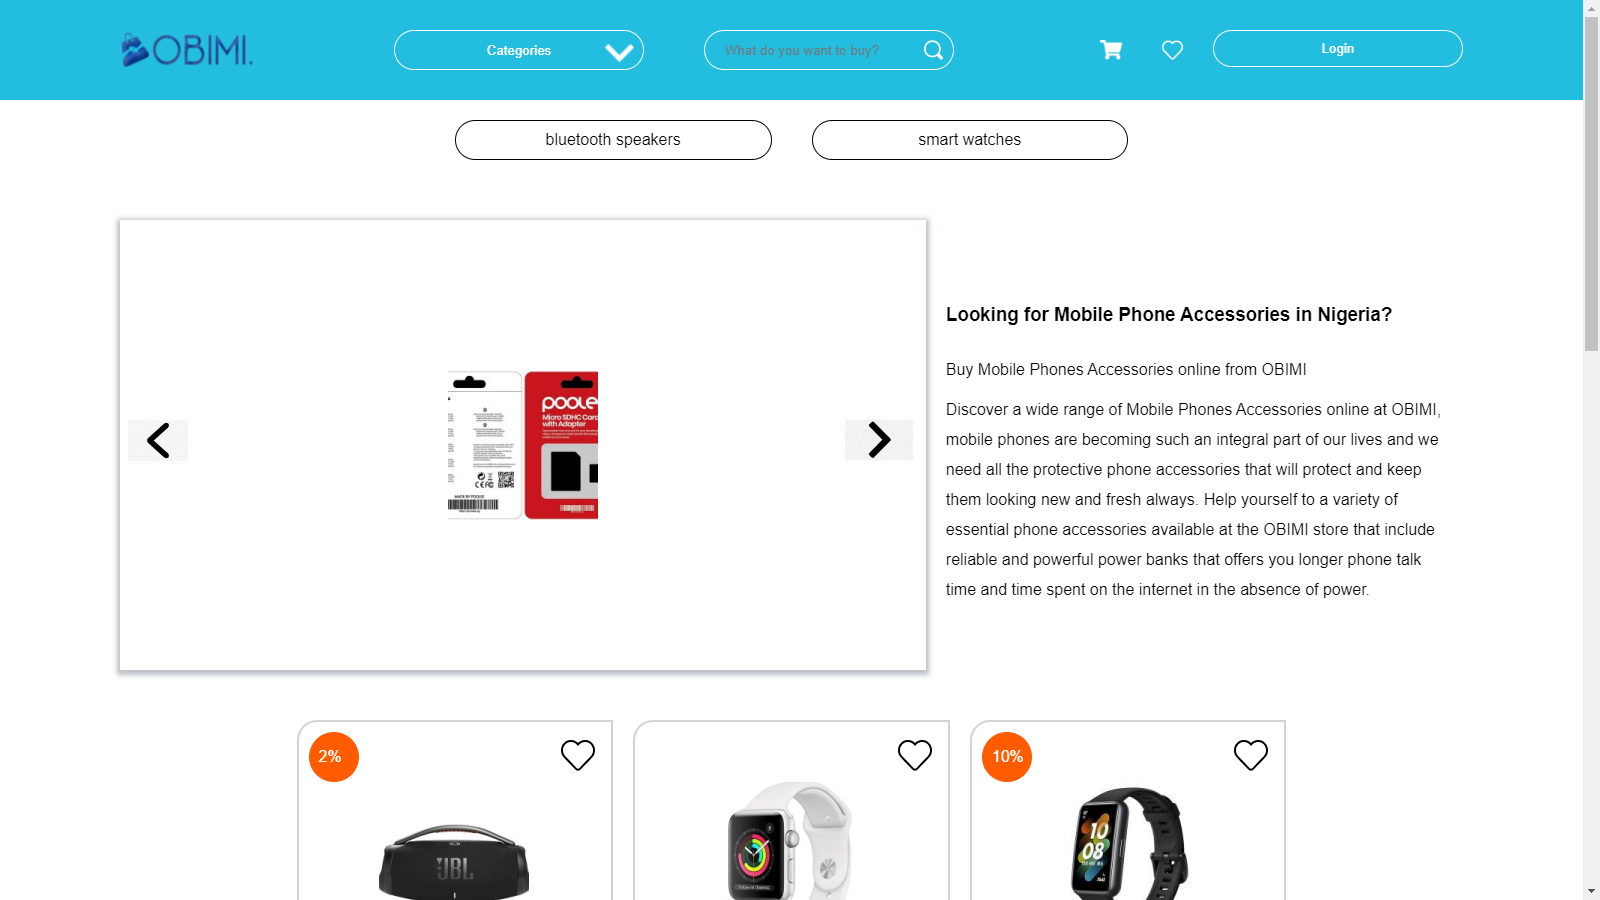 OBIMI.
Categories
What do you want to buy?
Login
bluetooth speakers
smart watches
Looking for Mobile Phone Accessories in Nigeria?
Buy Mobile Phones Accessories online from OBIMI
Discover a wide range of Mobile Phones Accessories online at OBIMI,
mobile phones are becoming such an integral part of our lives and we
need all the protective phone accessories that will protect and keep
them looking new and fresh always. Help yourself to a variety of
essential phone accessories available at the OBIMI store that include
reliable and powerful power banks that offers you longer phone talk
time and time spent on the internet in the absence of power.
poole
Micro SDHC Card
with Adapter
MADE BY POOLEE
2%
10%
JBL
10
08